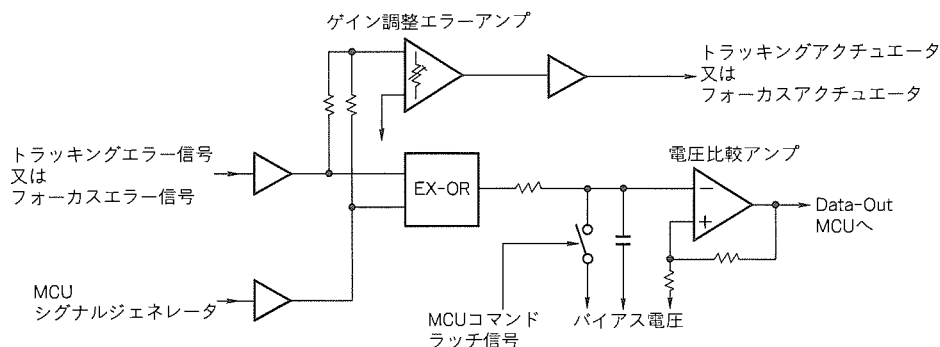 ゲイン調整エラーアンプ
トラッキングアクチュエータ
又は
フォーカスアクチュエータ
トラッキングエラー信号
又は
フォーカスエラー信号
EX-OR
電圧比較アンプ
−
+
Data-Out
MCUへ
MCU
シグナルジェネレータ
MCUコマンド
ラッチ信号
バイアス電圧